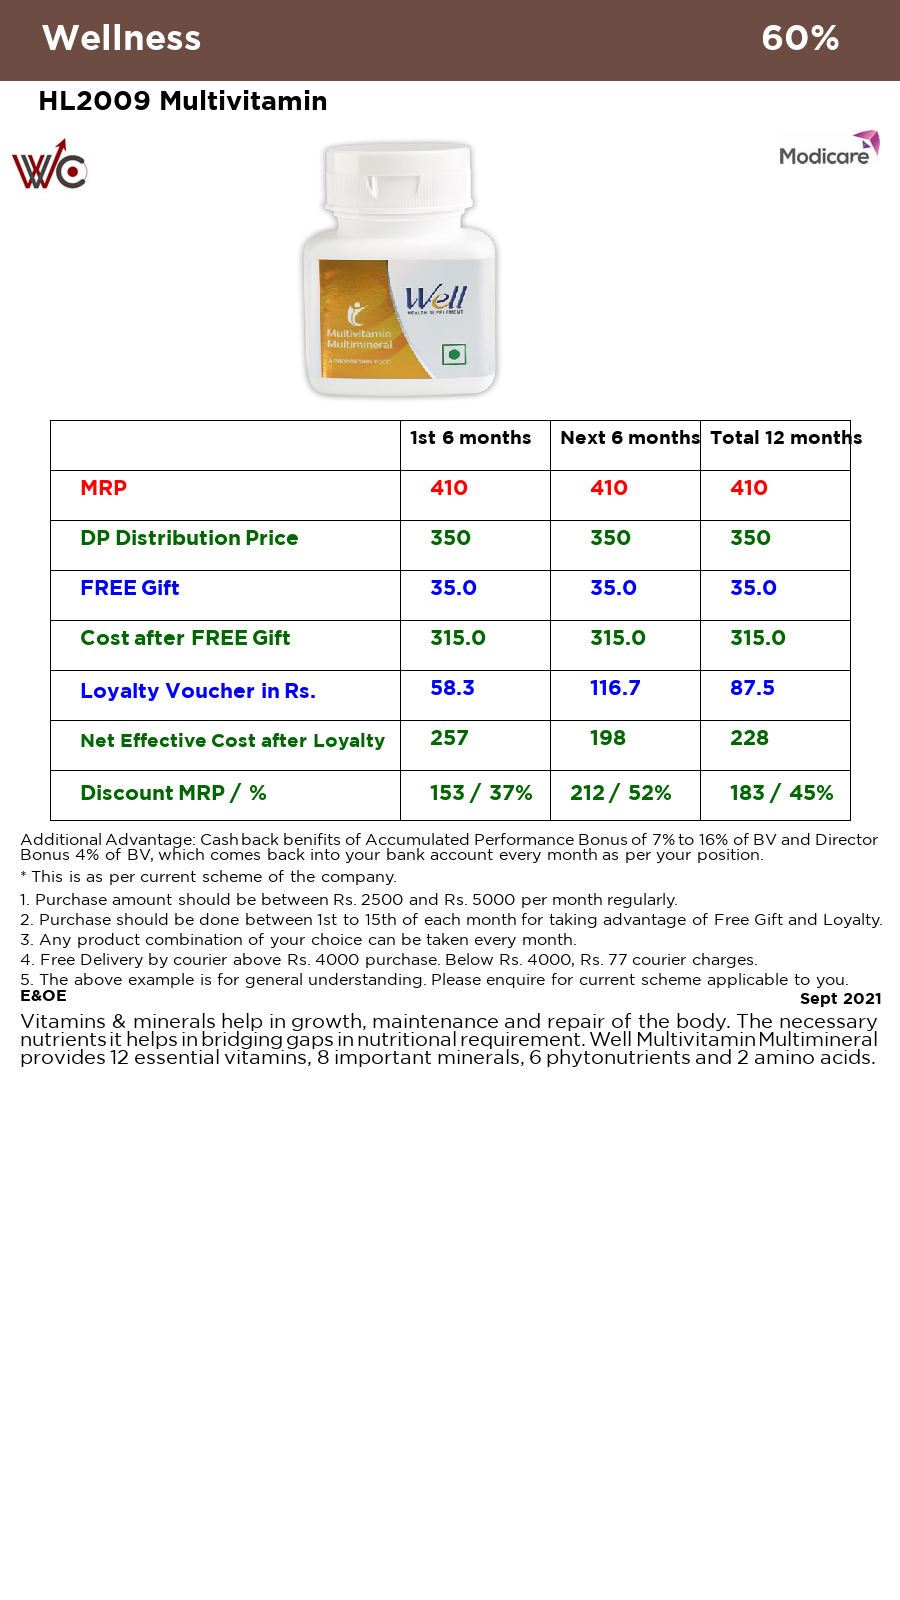 Wellness 60%
HL2009 Multivitamin
WC
Modicare
Well
HEALTH SUPPLEMENT
Multivitamin
Multimineral
A PROPRIETARY FOOD
1st 6 months Next 6 months Total 12 months
MRP 410 410 410
DP Distribution Price 350 350 350
FREE Gift 35.0 35.0 35.0
Cost after FREE Gift 315.0 315.0 315.0
Loyalty Voucher in Rs. 58.3 116.7 87.5
Net Effective Cost after Loyalty 257 198 228
Discount MRP / % 153 / 37% 212 / 52% 183 / 45%
Additional Advantage: Cashback benifits of Accumulated Performance Bonus of 7% to 16% of BV and Director
Bonus 4% of BV, which comes back into your bank account every month as per your position.
* This is as per current scheme of the company.
1. Purchase amount should be between Rs. 2500 and Rs. 5000 per month regularly.
2. Purchase should be done between 1st to 15th of each month for taking advantage of Free Gift and Loyalty.
3. Any product combination of your choice can be taken every month.
4. Free Delivery by courier above Rs. 4000 purchase. Below Rs. 4000, Rs. 77 courier charges.
5. The above example is for general understanding. Please enquire for current scheme applicable to you.
E&OE Sept 2021
Vitamins & minerals help in growth, maintenance and repair of the body. The necessary
nutrients it helps in bridging gaps in nutritional requirement. Well Multivitamin Multimineral
provides 12 essential vitamins, 8 important minerals, 6 phytonutrients and 2 amino acids.